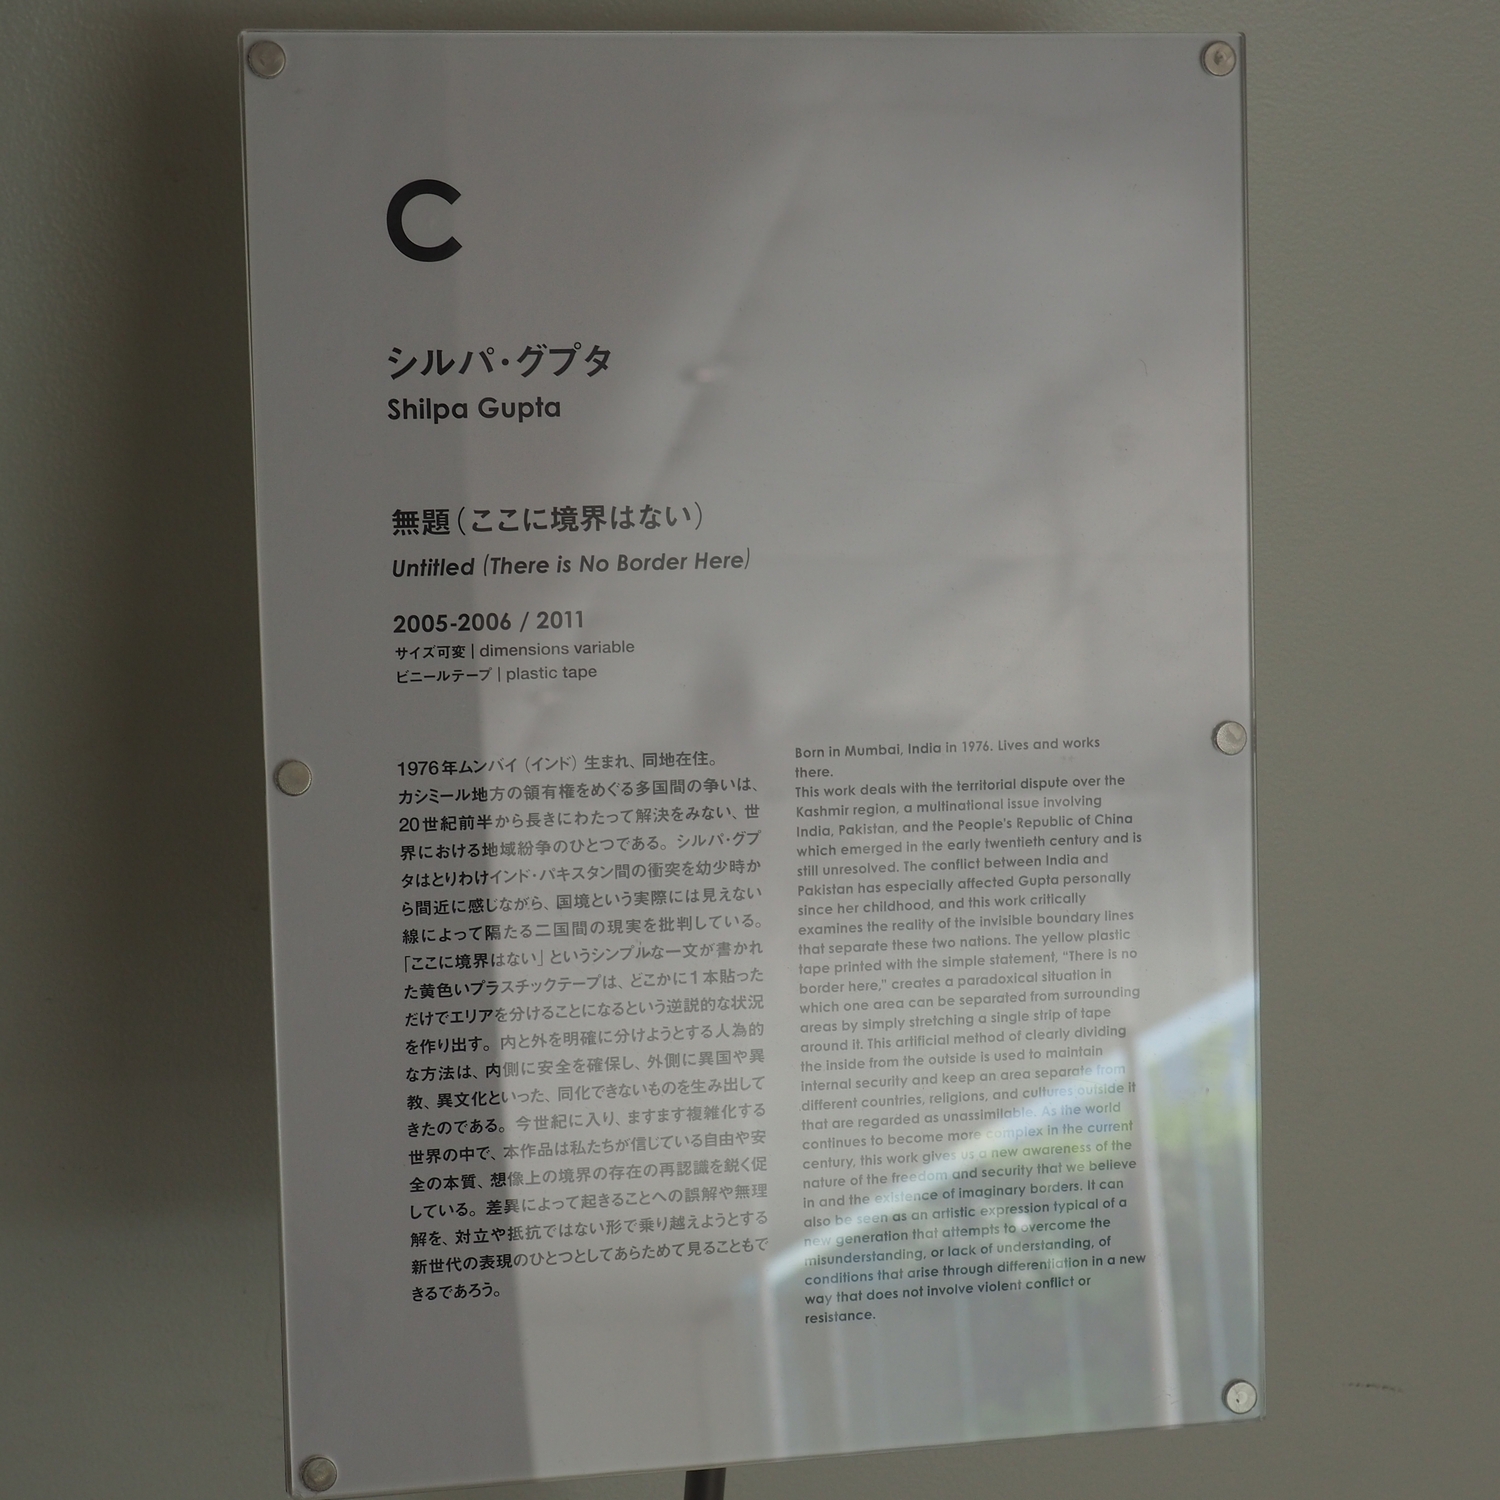 C
シルパ・グプタ
Shilpa Gupta
無題（ここに境界はない）
Untitled (There is No Border Here)
2005-2006 / 2011
サイズ可変 | dimensions variable
ビニールテープ | plastic tape
1976年ムンバイ（インド）生まれ、同地在住。
カシミール地方の領有権をめぐる多国間の争いは、
20世紀前半から長きにわたって解決をみない、世
界における地域紛争のひとつである。シルパ・グプ
タはとりわけインド・パキスタン間の衝突を幼少時か
ら間近に感じながら、国境という実際には見えない
線によって隔たる二国間の現実を批判している。
「ここに境界はない」というシンプルな一文が書かれ
た黄色いプラスチックテープは、どこかに1本貼った
だけでエリアを分けることになるという逆説的な状況
を作り出す。内と外を明確に分けようとする人為的
な方法は、内側に安全を確保し、外側に異国や異
教、異文化といった、同化できないものを生み出して
きたのである。今世紀に入り、ますます複雑化する
世界の中で、本作品は私たちが信じている自由や安
全の本質、想像上の境界の存在の再認識を鋭く促
している。差異によって起きることへの誤解や無理
解を、対立や抵抗ではない形で乗り越えようとする
新世代の表現のひとつとしてあらためて見ることもで
きるであろう。
Born in Mumbai, India in 1976. Lives and works
there.
This work deals with the territorial dispute over the
Kashmir region, a multinational issue involving
India, Pakistan, and the People's Republic of China
which emerged in the early twentieth century and is
still unresolved. The conflict between India and
Pakistan has especially affected Gupta personally
since her childhood, and this work critically
examines the reality of the invisible boundary lines
that separate these two nations. The yellow plastic
tape printed with the simple statement, “There is no
border here,” creates a paradoxical situation in
which one area can be separated from surrounding
areas by simply stretching a single strip of tape
around it. This artificial method of clearly dividing
the inside from the outside is used to maintain
internal security and keep an area separate from
different countries, religions, and cultures outside it
that are regarded as unassimilable. As the world
continues to become more complex in the current
century, this work gives us a new awareness of the
nature of the freedom and security that we believe
in and the existence of imaginary borders. It can
also be seen as an artistic expression typical of a
new generation that attempts to overcome the
misunderstanding, or lack of understanding, of
conditions that arise through differentiation in a new
way that does not involve violent conflict or
resistance.